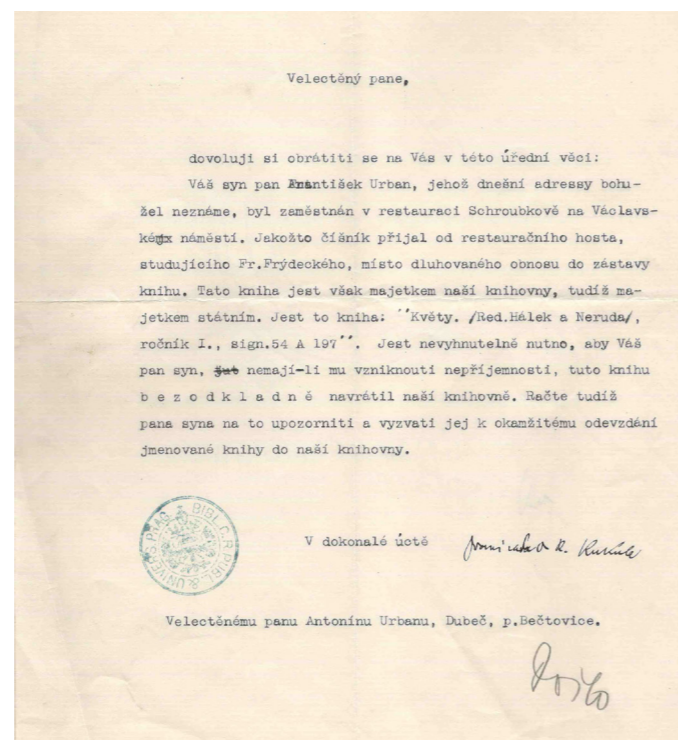 Velectěný pane,
dovoluji si obrátiti se na Vás v této úřední věci:
Váš syn pan František Urban, jehož dnešní adressy bohu-
žel neznáme, byl zaměstnán v restauraci Schroubkově na Václavs-
kém náměstí. Jakožto číšník přijal od restauračního hosta,
studujícího Fr.Frýdeckého, místo dluhovaného obnosu do zástavy
knihu. Tato kniha jest však majetkem naší knihovny, tudíž ma-
jetkem státním. Jest to kniha: ´´Květy. /Red.Hálek a Neruda/,
ročník I., sign.54 A 197´´. Jest nevyhnutelně nutno, aby Váš
pan syn, nemají-li mu vzniknouti nepříjemnosti, tuto knihu
b e z o d k l a d n ě navrátil naší knihovně. Račte tudíž
pana syna na to upozorniti a vyzvati jej k okamžitému odevzdání
jmenované knihy do naší knihovny.
BIBL.C.R.PUBL.&UNIVERS.PRAG.
V dokonalé úctě R. Kukula
Velectěnému panu Antonínu Urbanu, Dubeč, p.Bečtovice.